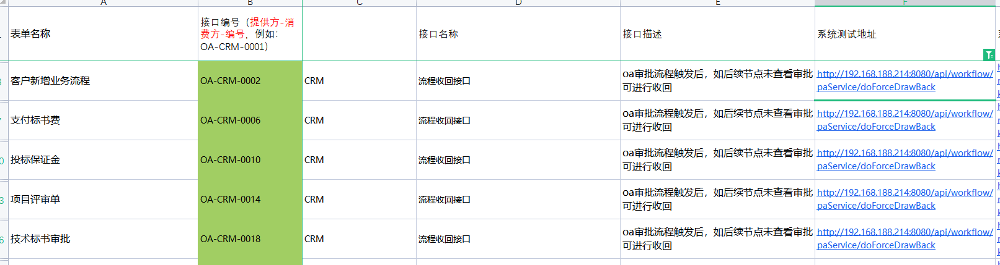 A B C D E F
表单名称
接口编号（提供方-消
费方-编号，例如：
OA-CRM-0001）
接口名称
接口描述
系统测试地址
客户新增业务流程
OA-CRM-0002
CRM
流程收回接口
oa审批流程触发后，如后续节点未查看审批
可进行收回
http://192.168.188.214:8080/api/workflow/
paService/doForceDrawBack
支付标书费
OA-CRM-0006
CRM
流程收回接口
oa审批流程触发后，如后续节点未查看审批
可进行收回
http://192.168.188.214:8080/api/workflow/
paService/doForceDrawBack
投标保证金
OA-CRM-0010
CRM
流程收回接口
oa审批流程触发后，如后续节点未查看审批
可进行收回
http://192.168.188.214:8080/api/workflow/
paService/doForceDrawBack
项目评审单
OA-CRM-0014
CRM
流程收回接口
oa审批流程触发后，如后续节点未查看审批
可进行收回
http://192.168.188.214:8080/api/workflow/
paService/doForceDrawBack
技术标书审批
OA-CRM-0018
CRM
流程收回接口
oa审批流程触发后，如后续节点未查看审批
可进行收回
http://192.168.188.214:8080/api/workflow/
paService/doForceDrawBack